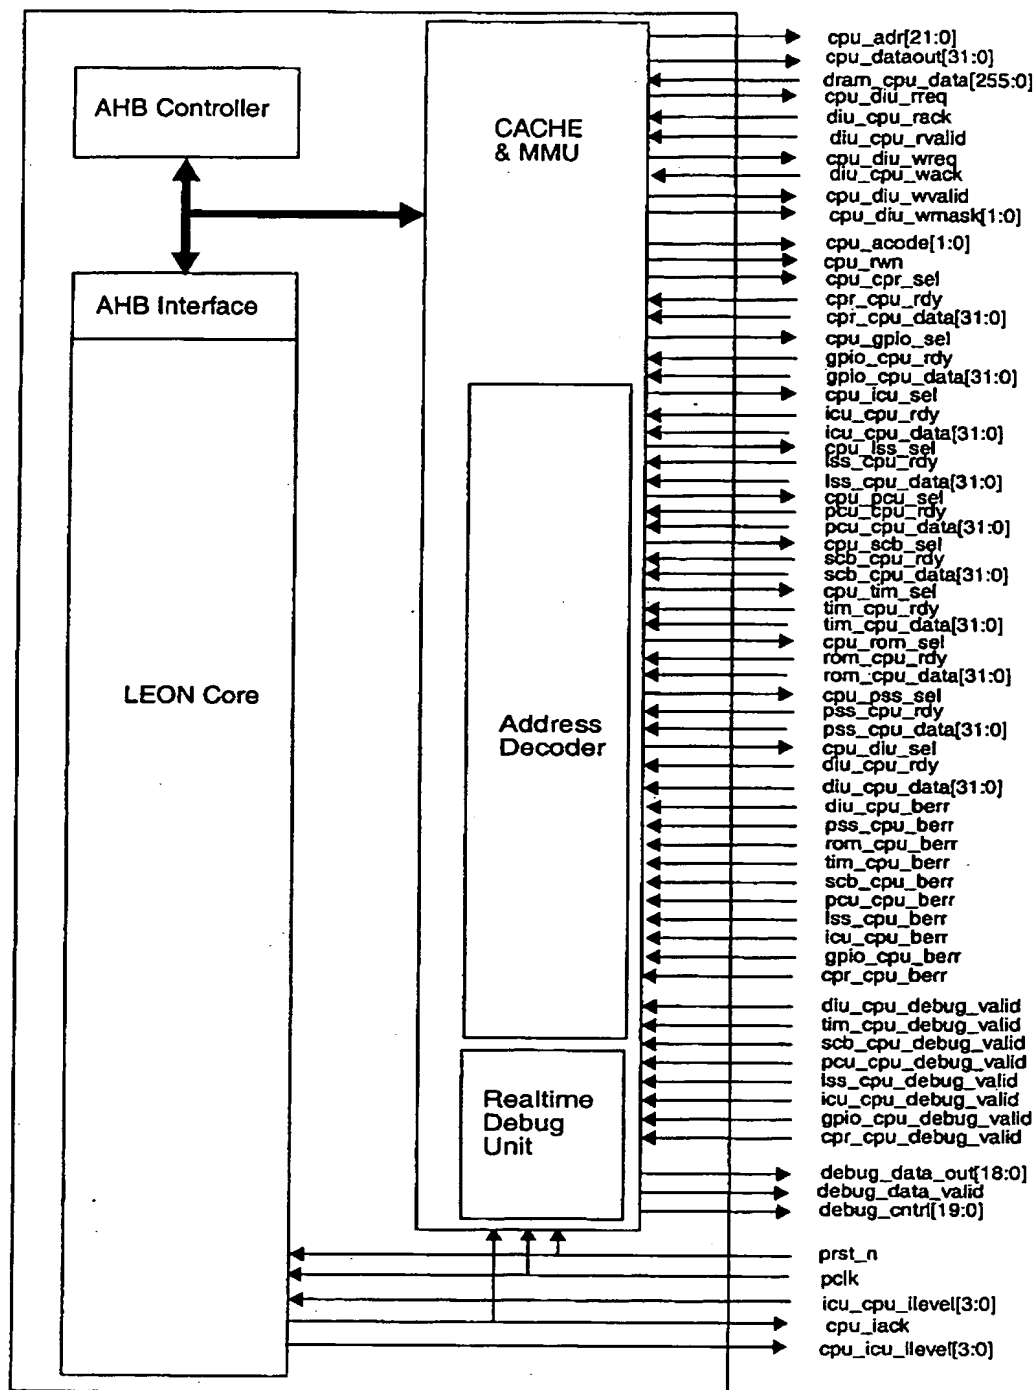 AHB Controller
CACHE
& MMU
AHB Interface
LEON Core
Address
Decoder
Realtime
Debug
Unit
cpu_adr[21:0]
cpu_dataout[31:0]
dram_cpu_data[255:0]
cpu_diu_rreq
diu_cpu_rack
diu_cpu_rvalid
cpu_diu_wreq
diu_cpu_wack
cpu_diu_wvalid
cpu_diu_wmask[1:0]
cpu_acode[1:0]
cpu_rwn
cpu_cpr_sel
cpr_cpu_rdy
cpr_cpu_data[31:0]
cpu_gpio_sel
gpio_cpu_rdy
gpio_cpu_data[31:0]
cpu_icu_sel
icu_cpu_rdy
icu_cpu_data[31:0]
cpu_lss_sel
lss_cpu_rdy
lss_cpu_data[31:0]
cpu_pcu_sel
pcu_cpu_rdy
pcu_cpu_data[31:0]
cpu_scb_sel
scb_cpu_rdy
scb_cpu_data[31:0]
cpu_tim_sel
tim_cpu_rdy
tim_cpu_data[31:0]
cpu_rom_sel
rom_cpu_rdy
rom_cpu_data[31:0]
cpu_pss_sel
pss_cpu_rdy
pss_cpu_data[31:0]
cpu_diu_sel
diu_cpu_rdy
diu_cpu_data[31:0]
diu_cpu_berr
pss_cpu_berr
rom_cpu_berr
tim_cpu_berr
scb_cpu_berr
pcu_cpu_berr
lss_cpu_berr
icu_cpu_berr
gpio_cpu_berr
cpr_cpu_berr
diu_cpu_debug_valid
tim_cpu_debug_valid
scb_cpu_debug_valid
pcu_cpu_debug_valid
lss_cpu_debug_valid
icu_cpu_debug_valid
gpio_cpu_debug_valid
cpr_cpu_debug_valid
debug_data_out[18:0]
debug_data_valid
debug_cntrl[19:0]
prst_n
pclk
icu_cpu_ilevel[3:0]
cpu_iack
cpu_icu_ilevel[3:0]